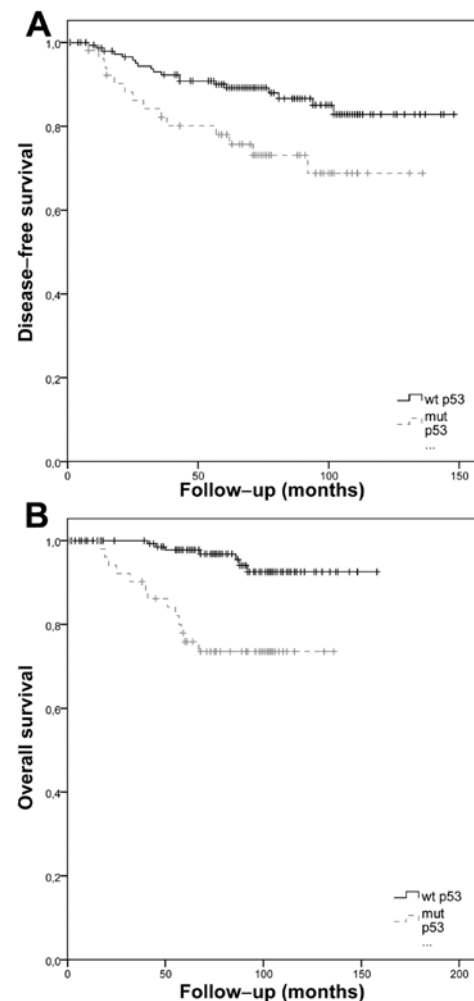 A
1,0
0,8
0,6
0,4
0,2
0,0
Disease–free survival
wt p53
mut
p53
...
0 50 100 150
Follow–up (months)
B
1,0
0,8
0,6
0,4
0,2
0,0
Overall survival
wt p53
mut
p53
...
0 50 100 150 200
Follow–up (months)